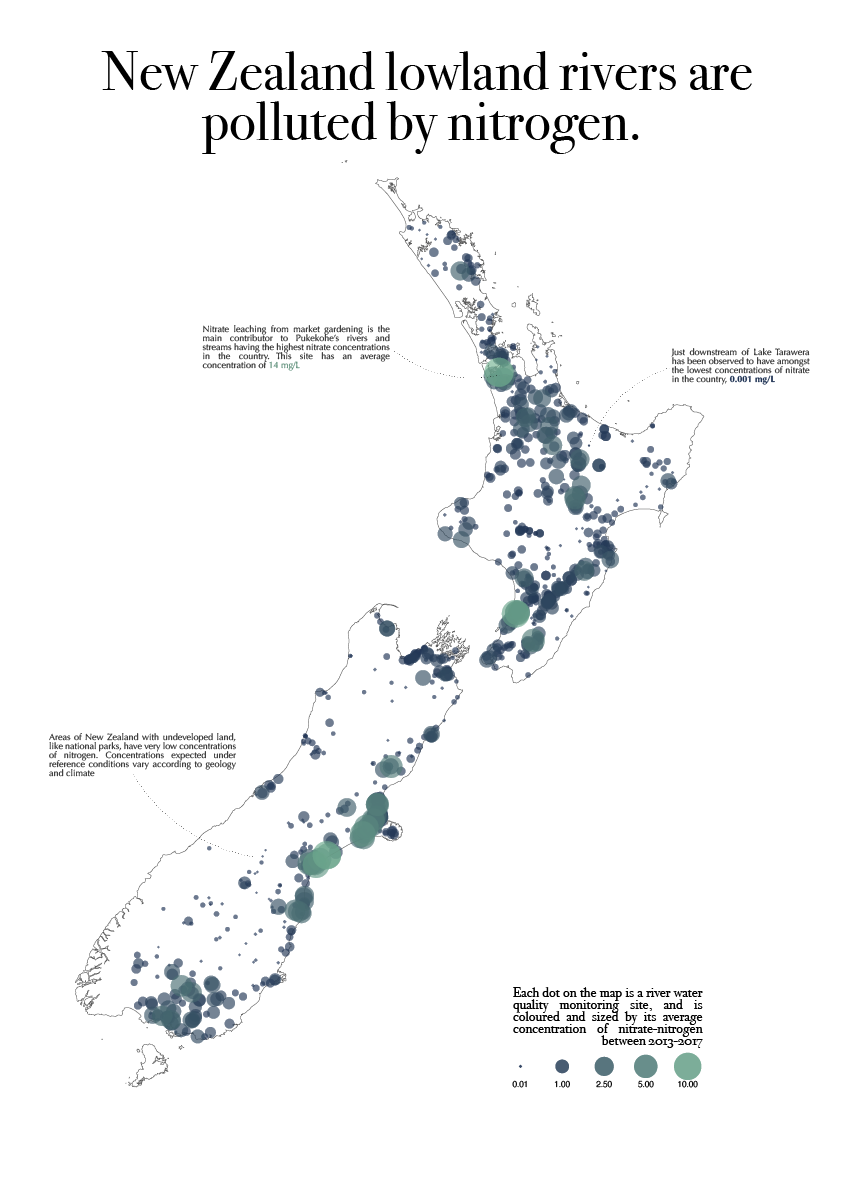 New Zealand lowland rivers are
polluted by nitrogen.
Nitrate leaching from market gardening is the
main contributor to Pukekohe's rivers and
streams having the highest nitrate concentrations
in the country. This site has an average
concentration of 14 mg/L
Just downstream of Lake Tarawera
has been observed to have amongst
the lowest concentrations of nitrate
in the country, 0.001 mg/L
Areas of New Zealand with undeveloped land,
like national parks, have very low concentrations
of nitrogen. Concentrations expected under
reference conditions vary according to geology
and climate
Each dot on the map is a river water
quality monitoring site, and is
coloured and sized by its average
concentration of nitrate-nitrogen
between 2013-2017
0.01 1.00 2.50 5.00 10.00